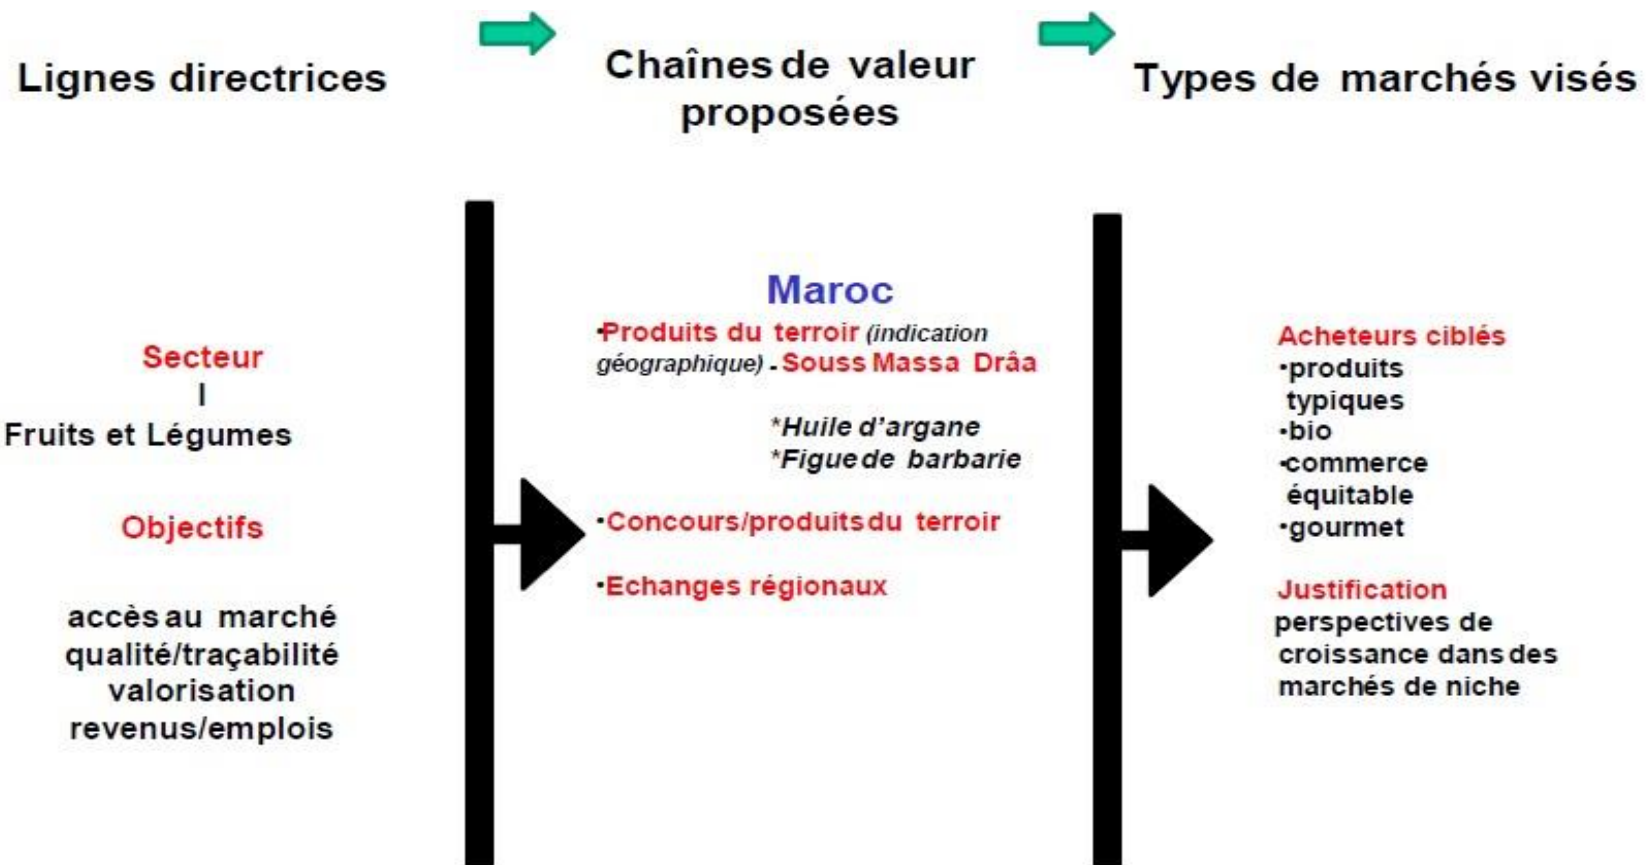 Lignes directrices
Chaînes de valeur
proposées
Types de marchés visés
Secteur
I
Fruits et Légumes
Objectifs
accès au marché
qualité/traçabilité
valorisation
revenus/emplois
Maroc
•Produits du terroir (indication
géographique) - Souss Massa Drâa
*Huile d'argane
*Figue de barbarie
•Concours/produits du terroir
•Echanges régionaux
Acheteurs ciblés
•produits
typiques
•bio
•commerce
équitable
•gourmet
Justification
perspectives de
croissance dans des
marchés de niche